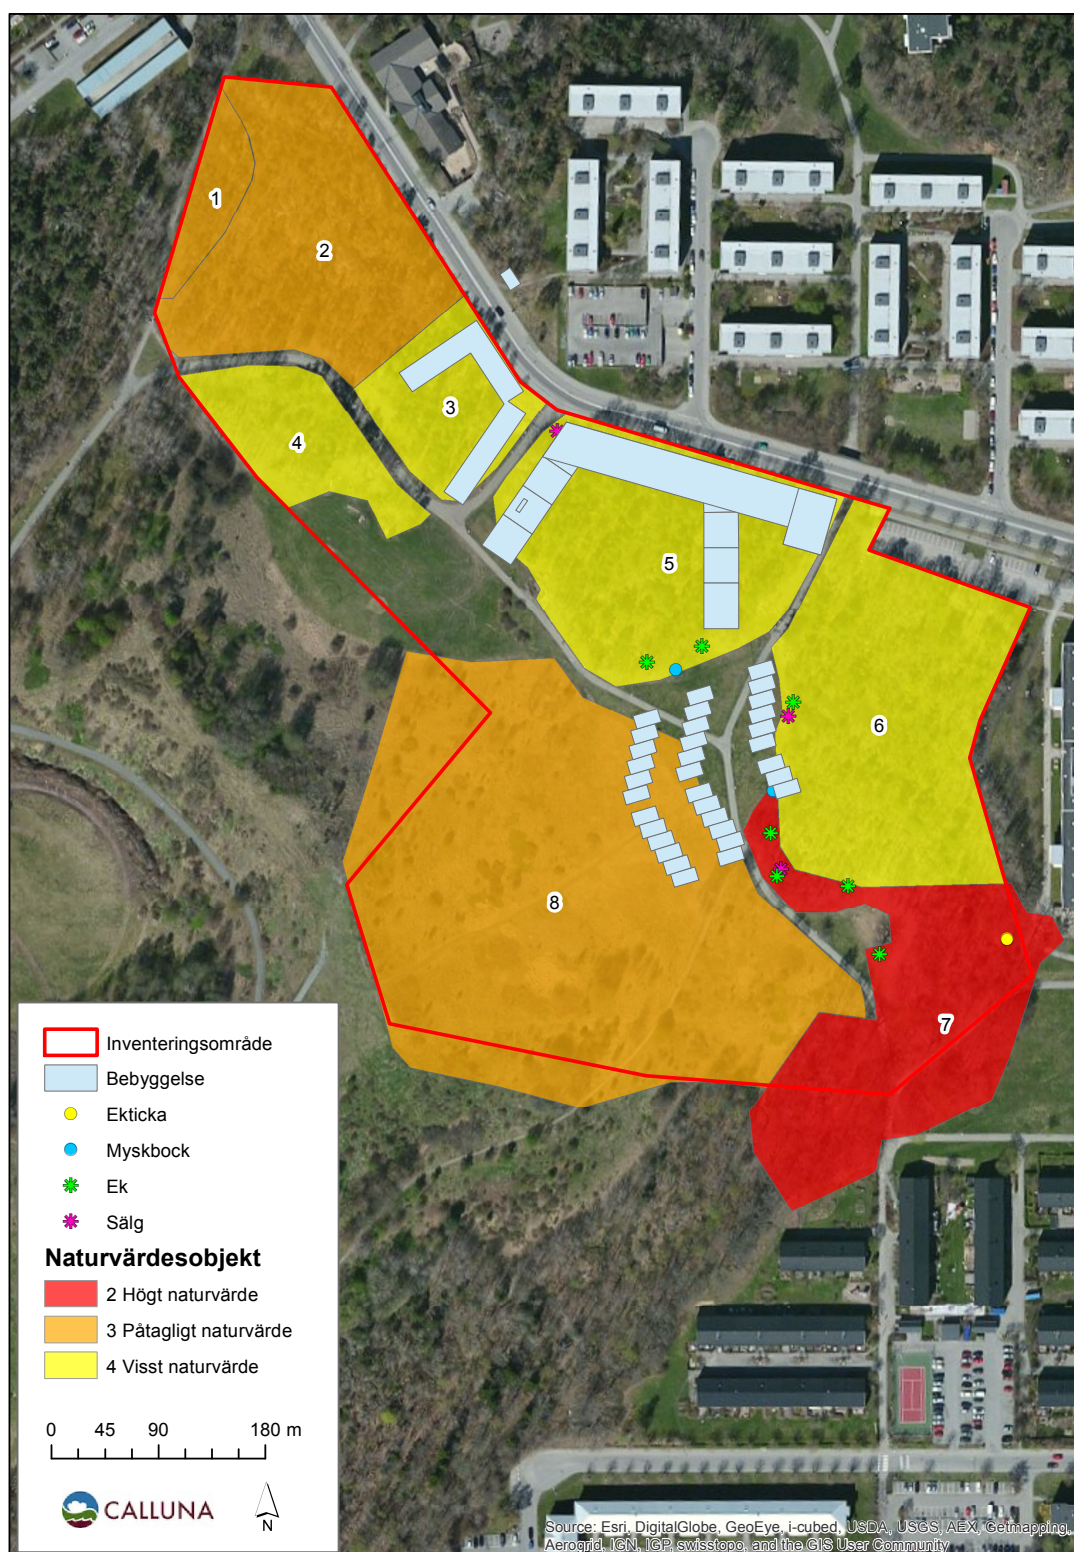 1
2
3
4
5
6
8
7
Inventeringsområde
Bebyggelse
Ekticka
Myskbock
Ek
Sälg
Naturvärdesobjekt
2 Högt naturvärde
3 Påtagligt naturvärde
4 Visst naturvärde
0 45 90 180 m
CALLUNA
N
Source: Esri, DigitalGlobe, GeoEye, i-cubed, USDA, USGS, AEX, Getmapping,
Aerogrid, IGN, IGP, swisstopo, and the GIS User Community